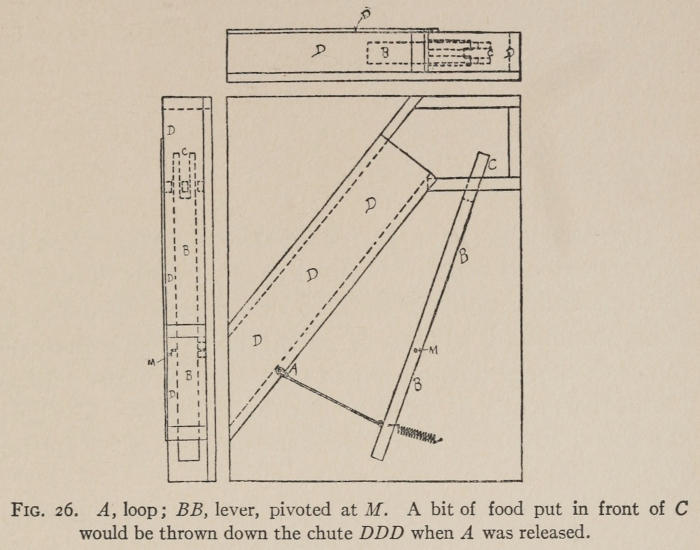 D
D B C D
D
C
B
D
M
B
D
C
D
B
D
D
M
A
B
FIG. 26. A, loop; BB, lever, pivoted at M. A bit of food put in front of C
would be thrown down the chute DDD when A was released.